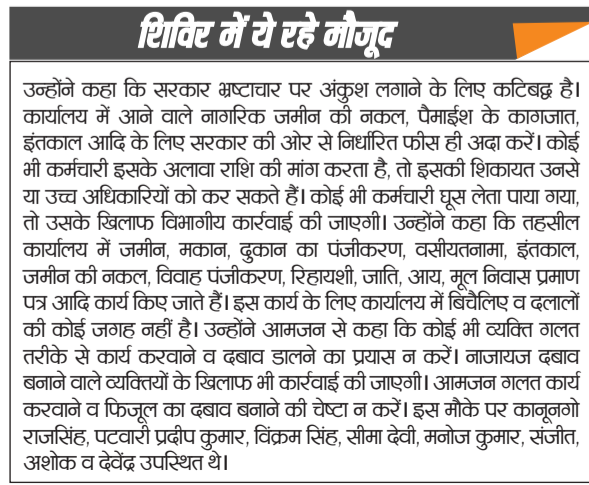 शिविर में ये रहे मौजूद
उन्होंने कहा कि सरकार भ्रष्टाचार पर अंकुश लगाने के लिए कटिबद्ध है।
कार्यालय में आने वाले नागरिक जमीन की नकल, पैमाईश के कागजात,
इंतकाल आदि के लिए सरकार की ओर से निर्धारित फीस ही अदा करें। कोई
भी कर्मचारी इसके अलावा राशि की मांग करता है, तो इसकी शिकायत उनसे
या उच्च अधिकारियों को कर सकते हैं। कोई भी कर्मचारी घूस लेता पाया गया,
तो उसके खिलाफ विभागीय कार्रवाई की जाएगी। उन्होंने कहा कि तहसील
कार्यालय में जमीन, मकान, दुकान का पंजीकरण, वसीयतनामा, इंतकाल,
जमीन की नकल, विवाह पंजीकरण, रिहायशी, जाति, आय, मूल निवास प्रमाण
पत्र आदि कार्य किए जाते हैं। इस कार्य के लिए कार्यालय में बिचैलिए व दलालों
की कोई जगह नहीं है। उन्होंने आमजन से कहा कि कोई भी व्यक्ति गलत
तरीके से कार्य करवाने व दबाव डालने का प्रयास न करें। नाजायज दबाव
बनाने वाले व्यक्तियों के खिलाफ भी कार्रवाई की जाएगी। आमजन गलत कार्य
करवाने व फिजूल का दबाव बनाने की चेष्टा न करें। इस मौके पर कानूनगो
राजसिंह, पटवारी प्रदीप कुमार, विंक्रम सिंह, सीमा देवी, मनोज कुमार, संजीत,
अशोक व देवेंद्र उपस्थित थे।